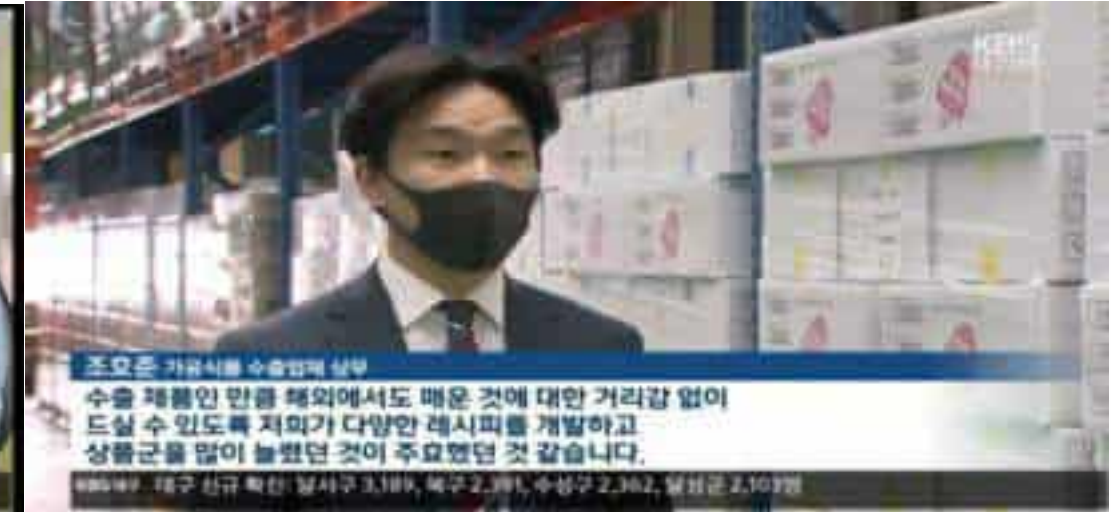 KBS
조효준 가공식품 수출업체 상무
수출 제품인 만큼 해외에서도 매운 것에 대한 거리감 없이
드실 수 있도록 저희가 다양한 레시피를 개발하고
상품군을 많이 늘렸던 것이 주효했던 것 같습니다.
대구 신규 확진: 달서구 3,189, 북구 2,391, 수성구 2,362, 달성군 2,103명